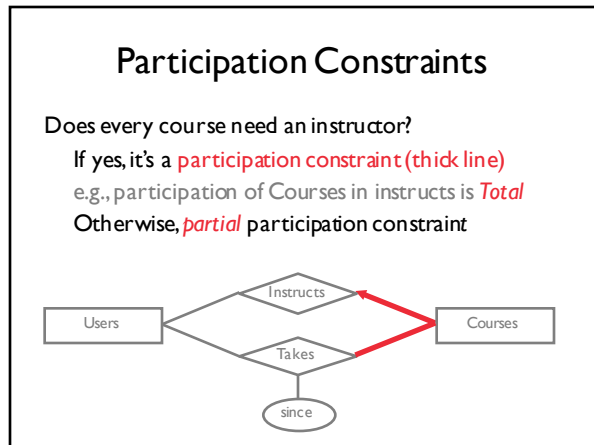 Participation Constraints
Does every course need an instructor?
If yes, it's a participation constraint (thick line)
e.g., participation of Courses in instructs is Total
Otherwise, partial participation constraint
Instructs
Users
Courses
Takes
since